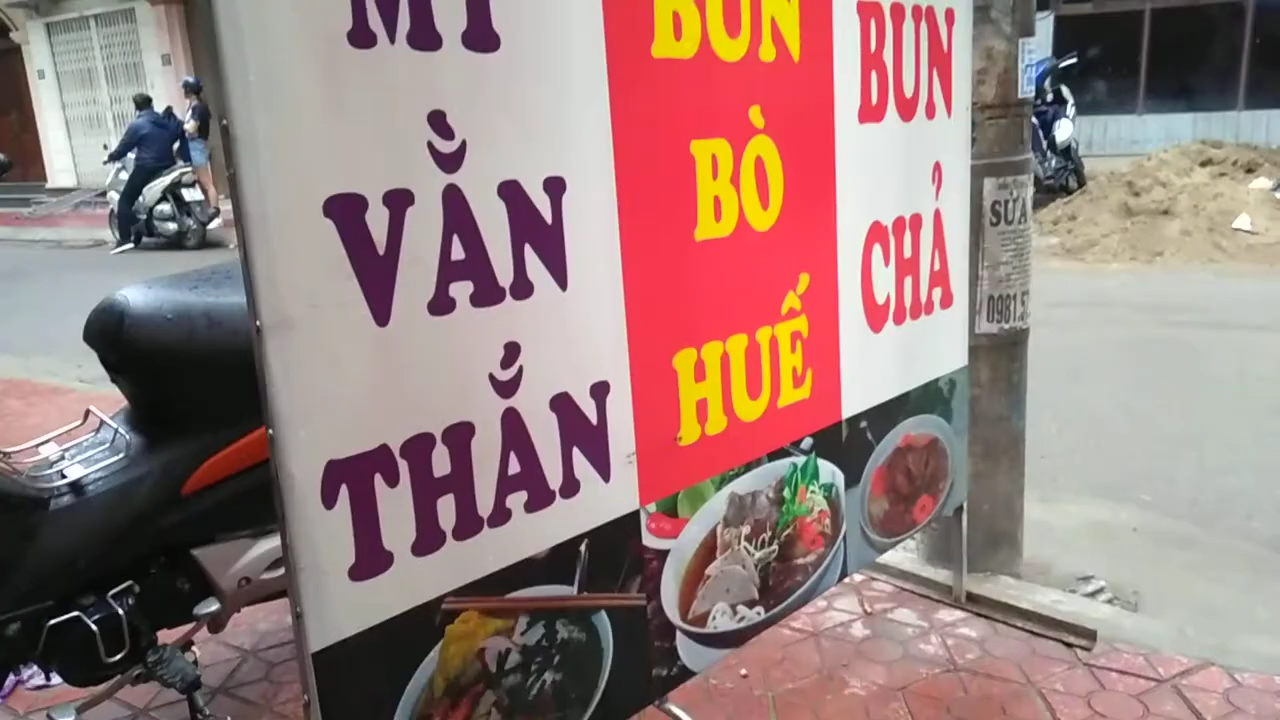 MÌ
VẰN
THẮN
BÚN
BÒ
HUẾ
BÚN
CHẢ
SỬA
0981.5